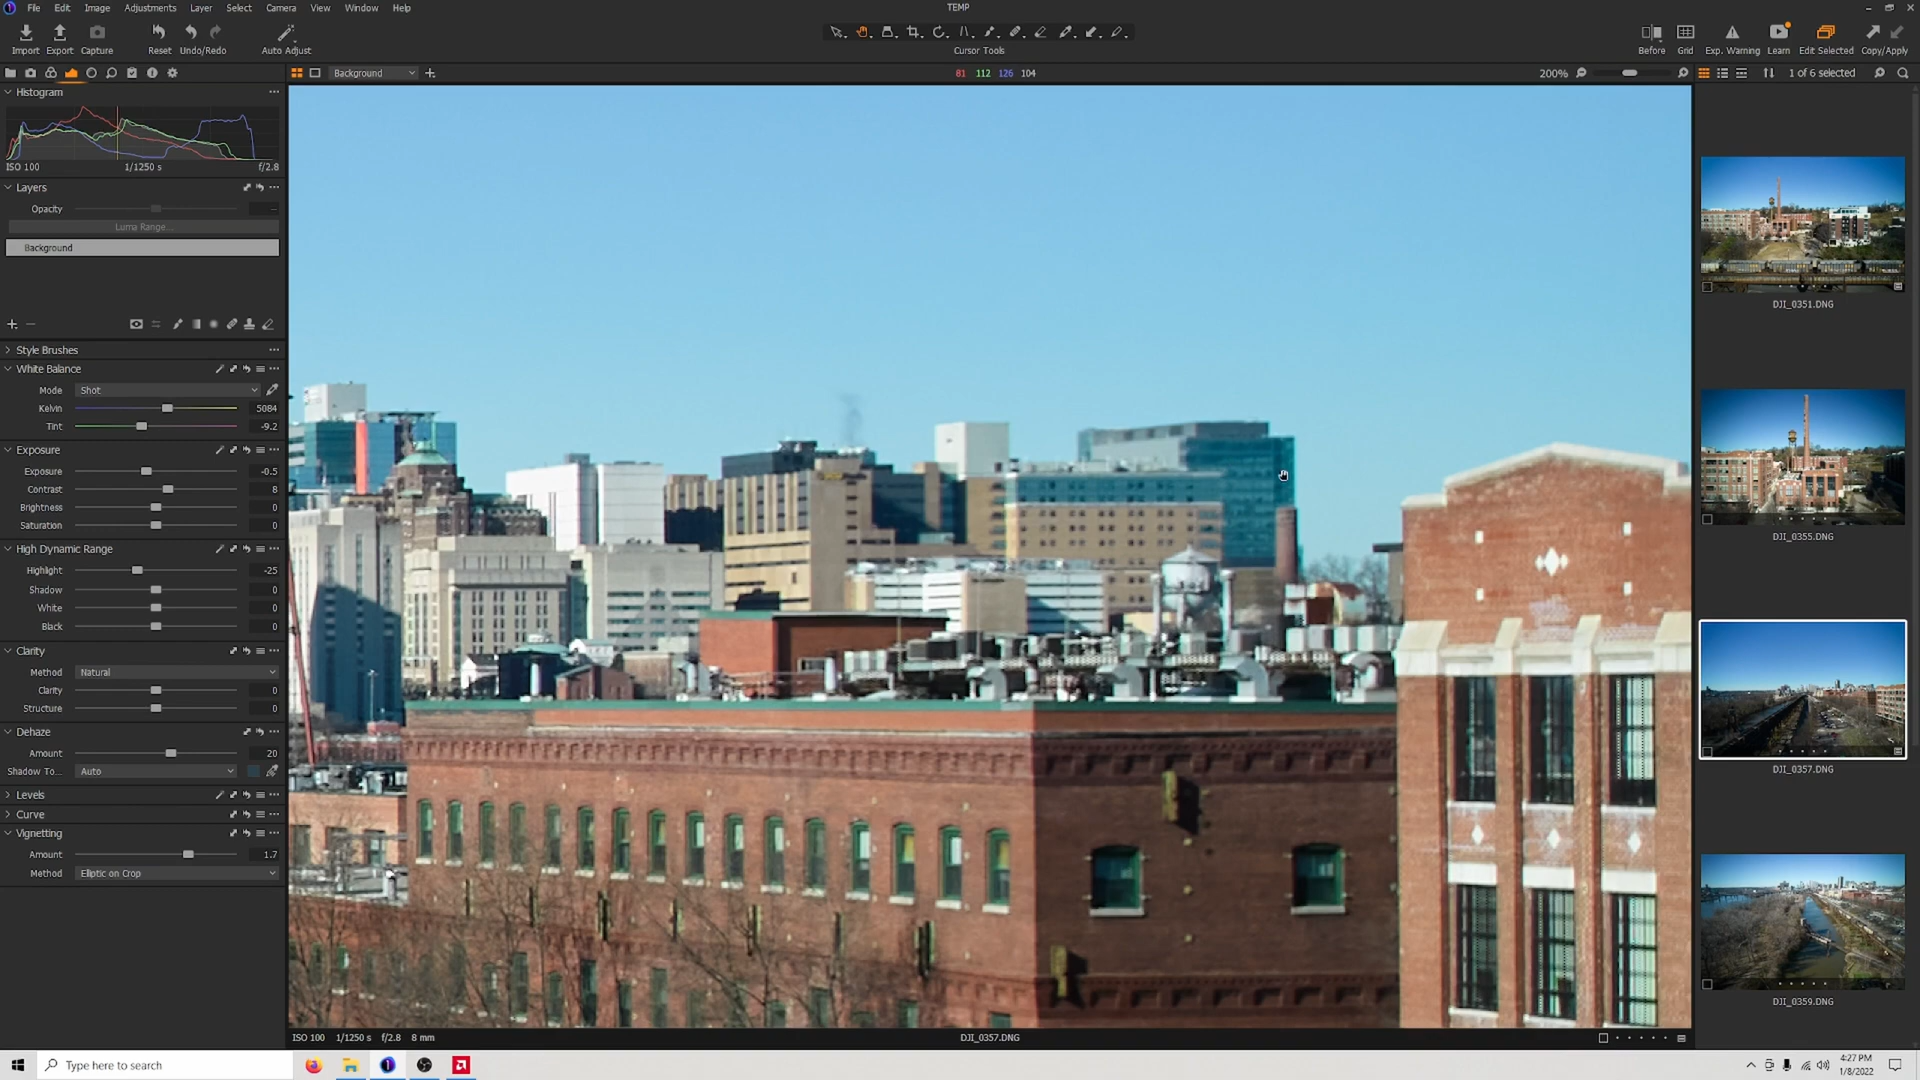 File Edit Image Adjustments Layer Select Camera View Window Help
TEMP
Import Export Capture Reset Undo/Redo Auto Adjust
Cursor Tools
Before Grid Exp. Warning Learn Edit Selected Copy/Apply
Background
81 112 126 104
200%
1 of 6 selected
Histogram
ISO 100 1/1250 s f/2.8
Layers
Opacity
Luma Range...
Background
Style Brushes
White Balance
Mode Shot
Kelvin 5084
Tint -9.2
Exposure
Exposure -0.5
Contrast 8
Brightness 0
Saturation 0
High Dynamic Range
Highlight -25
Shadow 0
White 0
Black 0
Clarity
Method Natural
Clarity 0
Structure 0
Dehaze
Amount 20
Shadow To... Auto
Levels
Curve
Vignetting
Amount 1.7
Method Elliptic on Crop
DJI_0351.DNG
DJI_0355.DNG
DJI_0357.DNG
DJI_0359.DNG
ISO 100 1/1250 s f/2.8 8 mm
DJI_0357.DNG
Type here to search
4:27 PM
1/8/2022